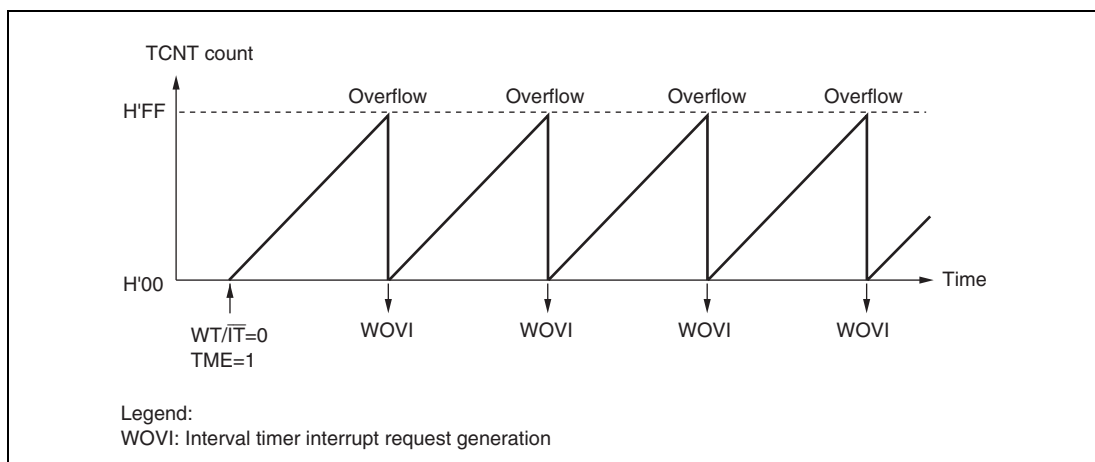 TCNT count
Overflow Overflow Overflow Overflow
H'FF
H'00
Time
WT/I̅T̅=0
TME=1
WOVI WOVI WOVI WOVI
Legend:
WOVI: Interval timer interrupt request generation